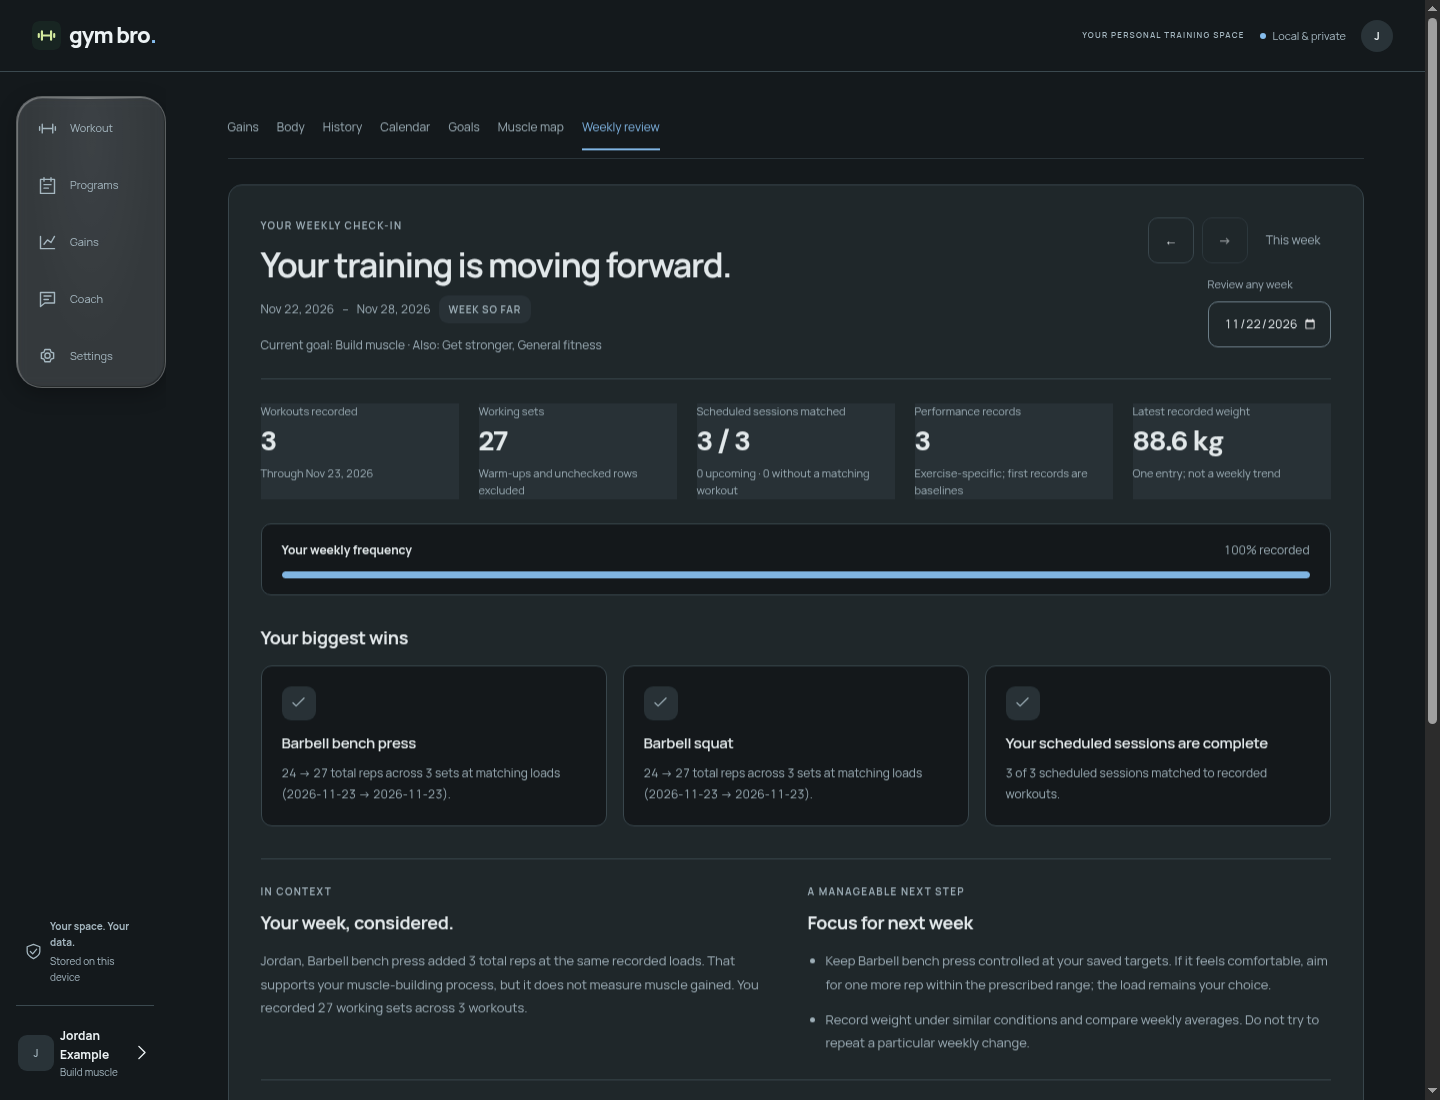 gym bro.
YOUR PERSONAL TRAINING SPACE
Local & private
J
Workout
Programs
Gains
Coach
Settings
Gains
Body
History
Calendar
Goals
Muscle map
Weekly review
YOUR WEEKLY CHECK-IN
Your training is moving forward.
Nov 22, 2026 – Nov 28, 2026
WEEK SO FAR
Current goal: Build muscle · Also: Get stronger, General fitness
←
→
This week
Review any week
11/22/2026
Workouts recorded
3
Through Nov 23, 2026
Working sets
27
Warm-ups and unchecked rows
excluded
Scheduled sessions matched
3 / 3
0 upcoming · 0 without a matching
workout
Performance records
3
Exercise-specific; first records are
baselines
Latest recorded weight
88.6 kg
One entry; not a weekly trend
Your weekly frequency
100% recorded
Your biggest wins
Barbell bench press
24 → 27 total reps across 3 sets at matching loads
(2026-11-23 → 2026-11-23).
Barbell squat
24 → 27 total reps across 3 sets at matching loads
(2026-11-23 → 2026-11-23).
Your scheduled sessions are complete
3 of 3 scheduled sessions matched to recorded
workouts.
IN CONTEXT
Your week, considered.
Jordan, Barbell bench press added 3 total reps at the same recorded loads. That
supports your muscle-building process, but it does not measure muscle gained. You
recorded 27 working sets across 3 workouts.
A MANAGEABLE NEXT STEP
Focus for next week
Keep Barbell bench press controlled at your saved targets. If it feels comfortable, aim
for one more rep within the prescribed range; the load remains your choice.
Record weight under similar conditions and compare weekly averages. Do not try to
repeat a particular weekly change.
Your space. Your
data.
Stored on this
device
J
Jordan
Example
Build muscle